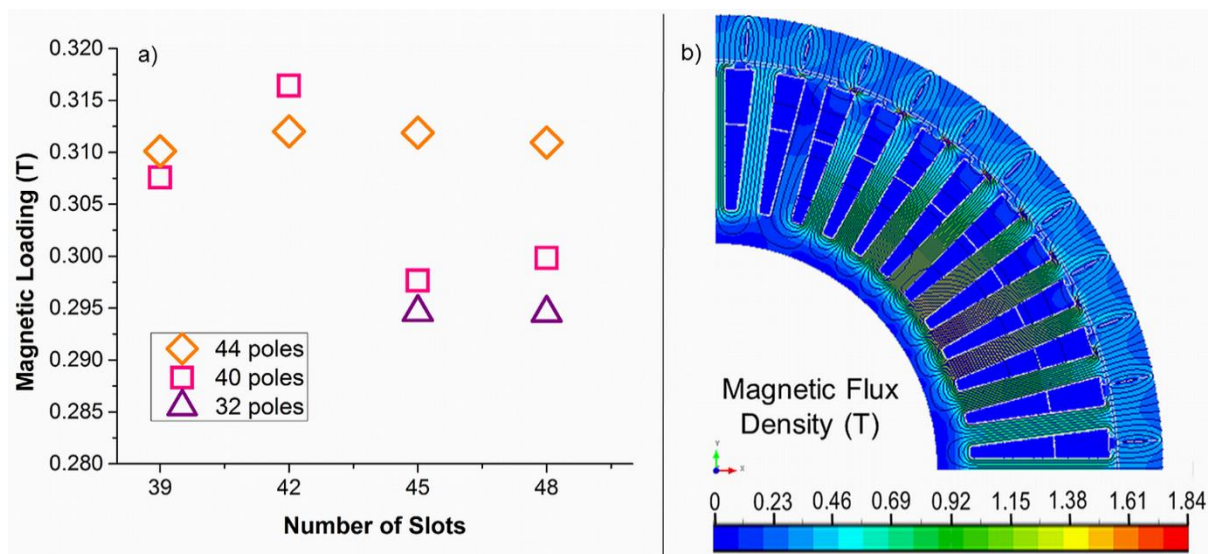 a)
Magnetic Loading (T)
0.320
0.315
0.310
0.305
0.300
0.295
0.290
0.285
0.280
39 42 45 48
Number of Slots
44 poles
40 poles
32 poles
b)
Magnetic Flux
Density (T)
Y
X
0 0.23 0.46 0.69 0.92 1.15 1.38 1.61 1.84